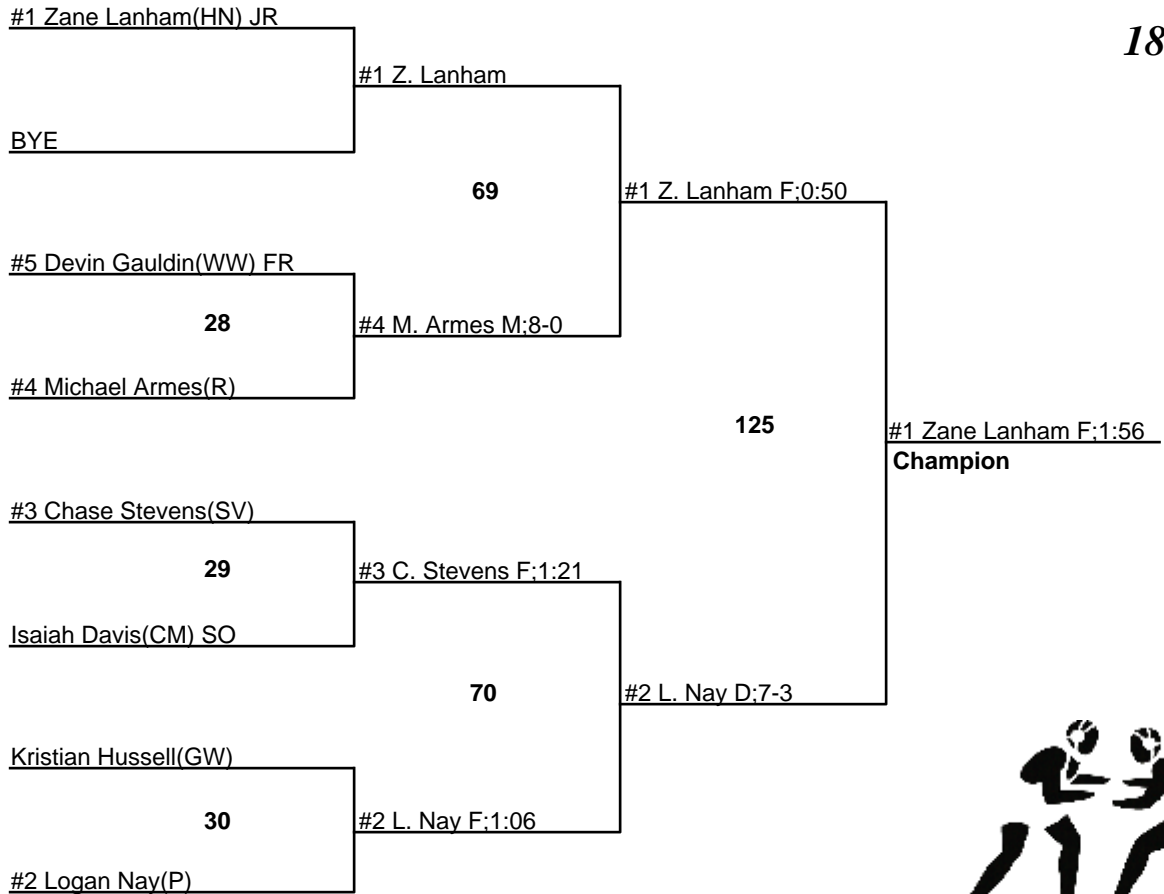 #1 Zane Lanham(HN) JR
18
#1 Z. Lanham
BYE
69
#1 Z. Lanham F;0:50
#5 Devin Gauldin(WW) FR
28
#4 M. Armes M;8-0
#4 Michael Armes(R)
125
#1 Zane Lanham F;1:56
Champion
#3 Chase Stevens(SV)
29
#3 C. Stevens F;1:21
Isaiah Davis(CM) SO
70
#2 L. Nay D;7-3
Kristian Hussell(GW)
30
#2 L. Nay F;1:06
#2 Logan Nay(P)